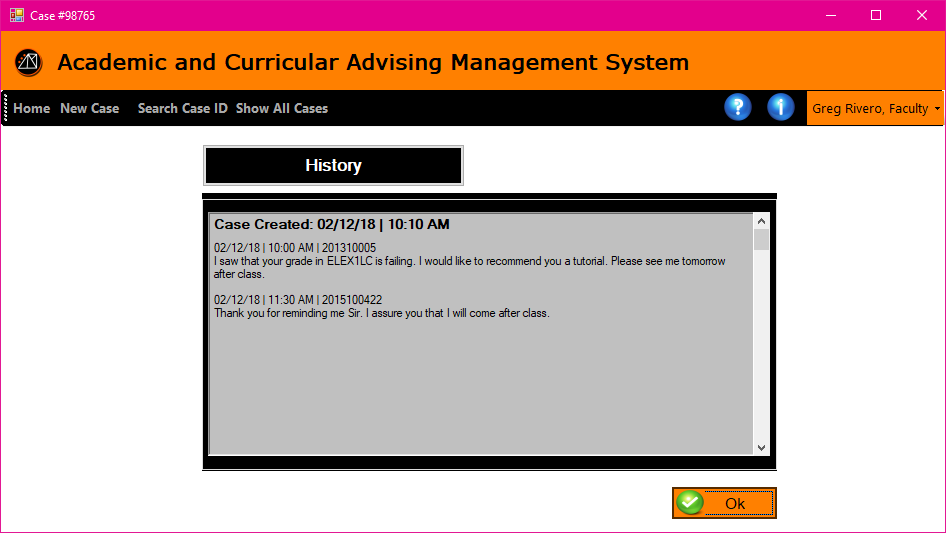 Case #98765
Academic and Curricular Advising Management System
Home New Case Search Case ID Show All Cases ? i Greg Rivero, Faculty
History
Case Created: 02/12/18 | 10:10 AM
02/12/18 | 10:00 AM | 201310005
I saw that your grade in ELEX1LC is failing. I would like to recommend you a tutorial. Please see me tomorrow
after class.
02/12/18 | 11:30 AM | 2015100422
Thank you for reminding me Sir. I assure you that I will come after class.
Ok